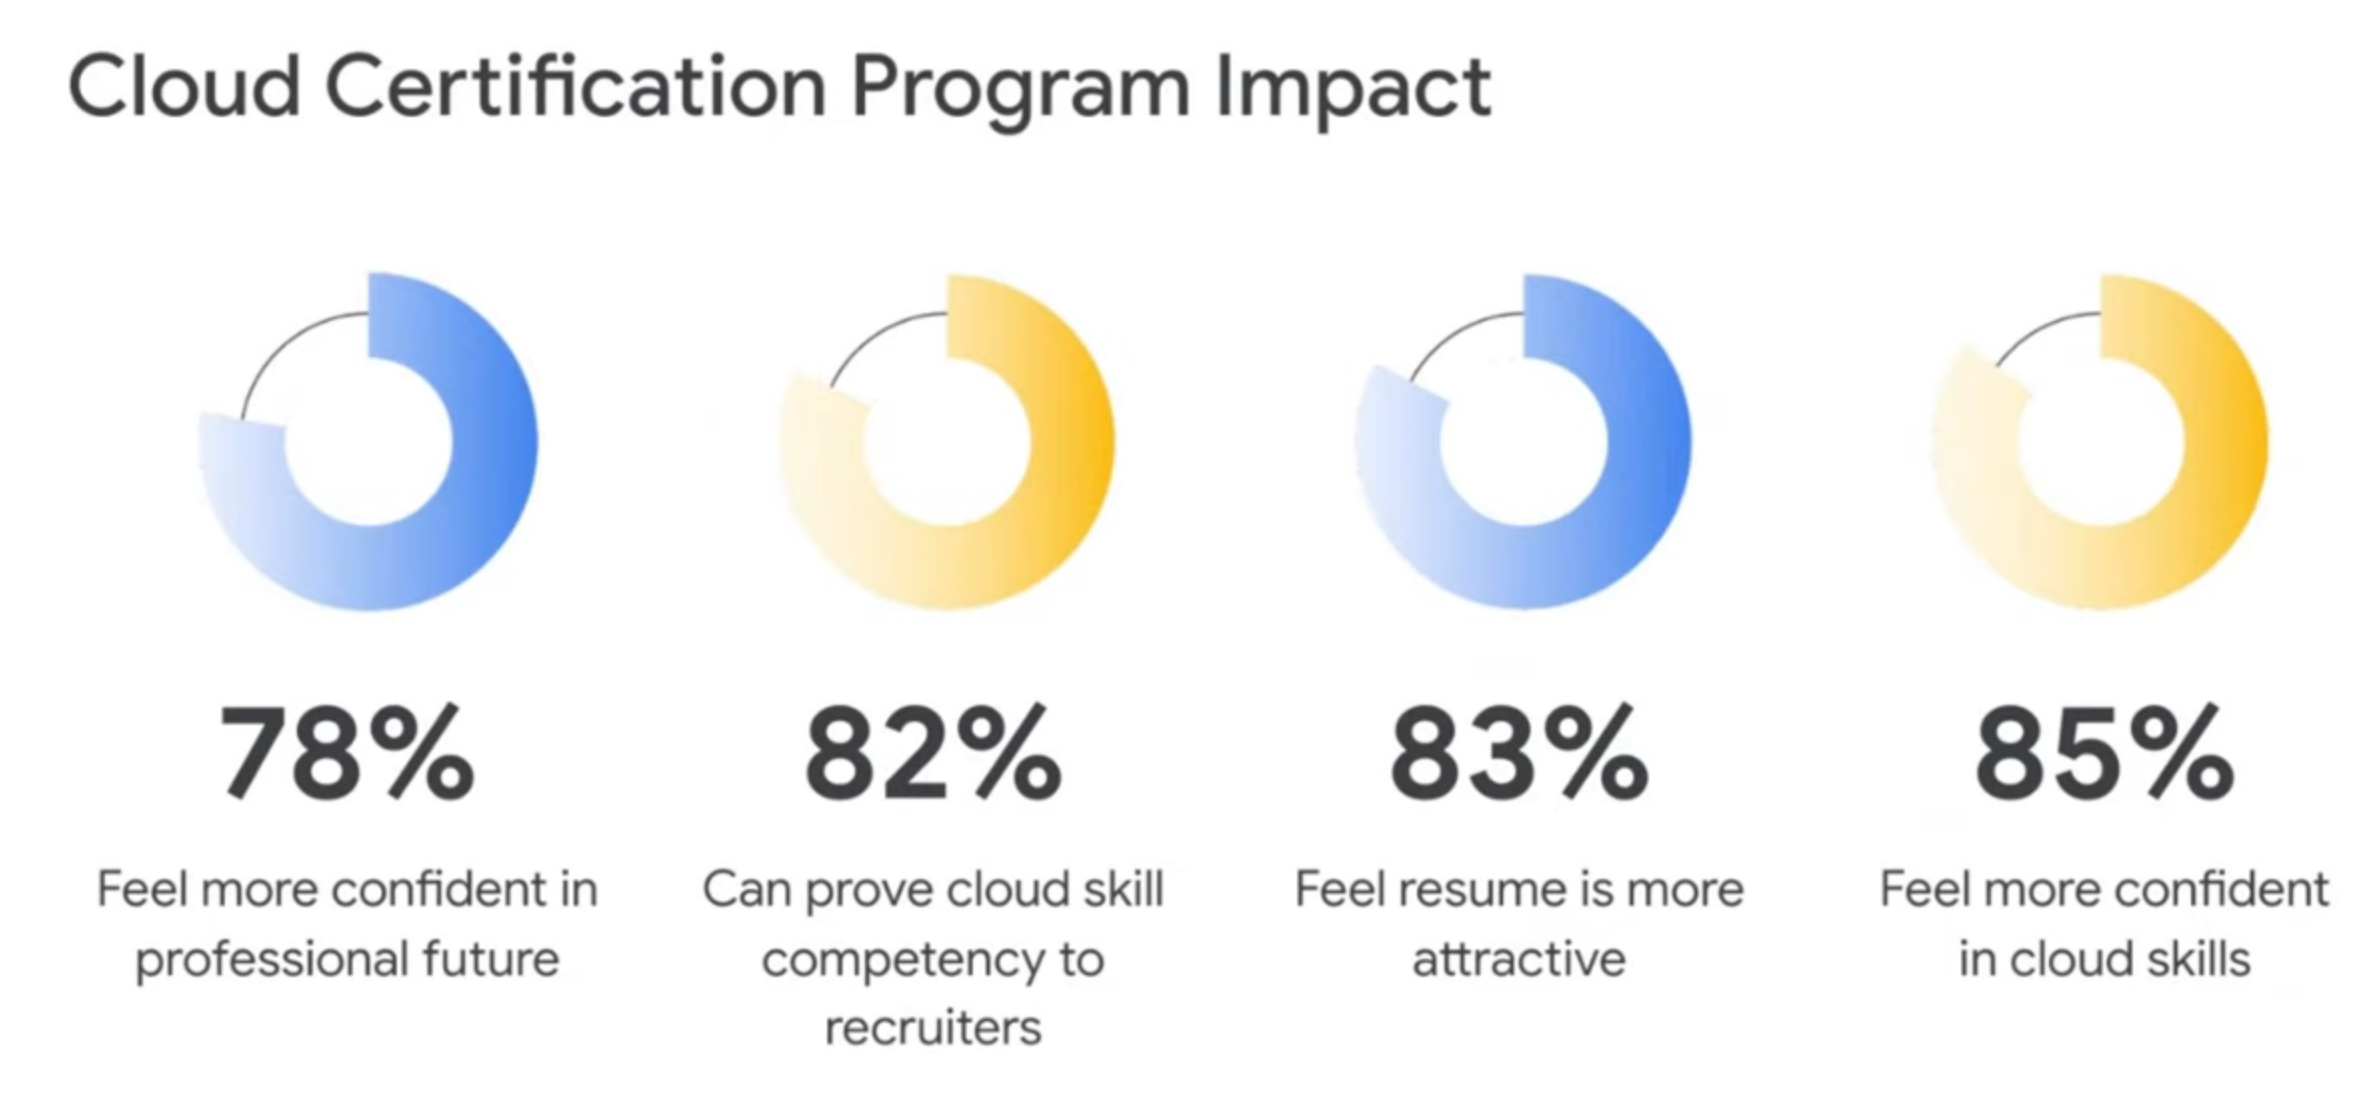 Cloud Certification Program Impact
78%
Feel more confident in
professional future
82%
Can prove cloud skill
competency to
recruiters
83%
Feel resume is more
attractive
85%
Feel more confident
in cloud skills